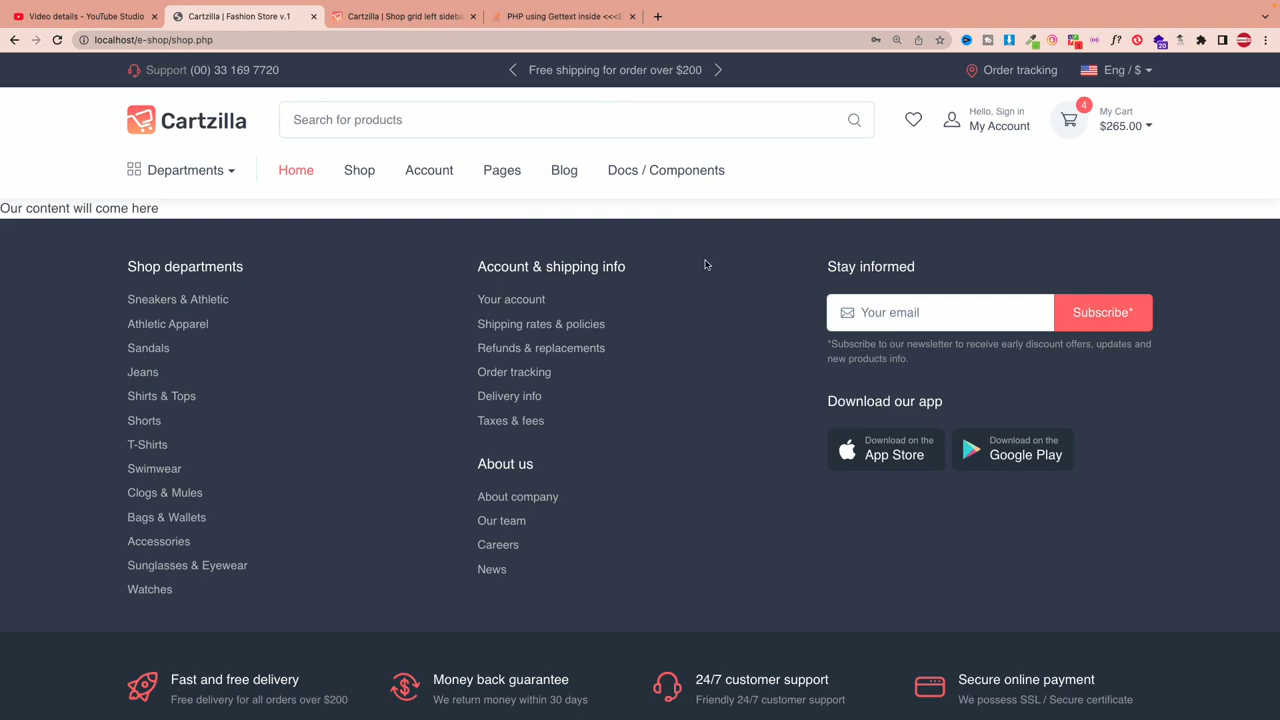 Video details - YouTube Studio
Cartzilla | Fashion Store v.1
Cartzilla | Shop grid left sideba
PHP using Gettext inside <<<E
localhost/e-shop/shop.php
20
Support (00) 33 169 7720
Free shipping for order over $200
Order tracking
Eng / $
Cartzilla
Search for products
Hello, Sign in
My Account
4
My Cart
$265.00
Departments
Home
Shop
Account
Pages
Blog
Docs / Components
Our content will come here
Shop departments
Sneakers & Athletic
Athletic Apparel
Sandals
Jeans
Shirts & Tops
Shorts
T-Shirts
Swimwear
Clogs & Mules
Bags & Wallets
Accessories
Sunglasses & Eyewear
Watches
Account & shipping info
Your account
Shipping rates & policies
Refunds & replacements
Order tracking
Delivery info
Taxes & fees
About us
About company
Our team
Careers
News
Stay informed
Your email
Subscribe*
*Subscribe to our newsletter to receive early discount offers, updates and
new products info.
Download our app
Download on the
App Store
Download on the
Google Play
Fast and free delivery
Free delivery for all orders over $200
Money back guarantee
We return money within 30 days
24/7 customer support
Friendly 24/7 customer support
Secure online payment
We possess SSL / Secure certificate